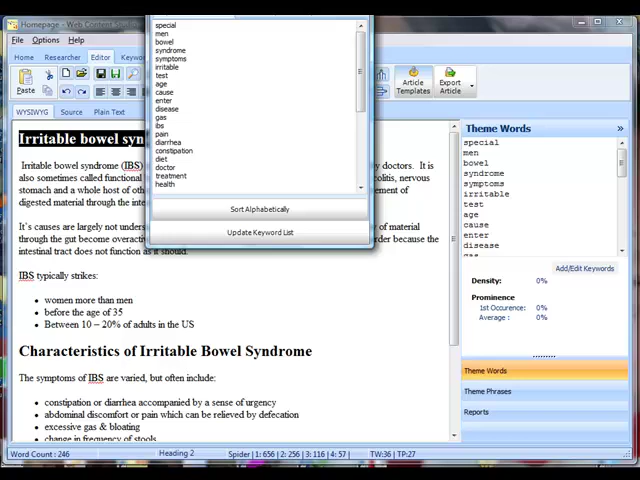 Homepage - Web Content Studio
File Options Help
Home Researcher Editor Keywo
Paste
Article Templates
Export Article
WYSIWYG Source Plain Text
special
men
bowel
syndrome
symptoms
irritable
test
age
cause
enter
disease
gas
ibs
pain
diarrhea
constipation
diet
doctor
treatment
health
Sort Alphabetically
Update Keyword List
Irritable bowel syn
Irritable bowel syndrome (IBS)
y doctors. It is
also sometimes called functional
colitis, nervous
stomach and a whole host of othe
ement of
digested material through the inte
It's causes are largely not unders
of material
through the gut become overactiv
order because the
intestinal tract does not function as it should.
IBS typically strikes:
• women more than men
• before the age of 35
• Between 10 – 20% of adults in the US
Characteristics of Irritable Bowel Syndrome
The symptoms of IBS are varied, but often include:
• constipation or diarrhea accompanied by a sense of urgency
• abdominal discomfort or pain which can be relieved by defecation
• excessive gas & bloating
• change in frequency of stools
Theme Words »
special
men
bowel
syndrome
symptoms
irritable
test
age
cause
enter
disease
gas
Add/Edit Keywords
Density: 0%
Prominence
1st Occurence: 0%
Average : 0%
Theme Words
Theme Phrases
Reports
Word Count : 246 Heading 2 Spider | 1: 656 | 2: 256 | 3: 116 | 4: 57 | TW:36 | TP:27